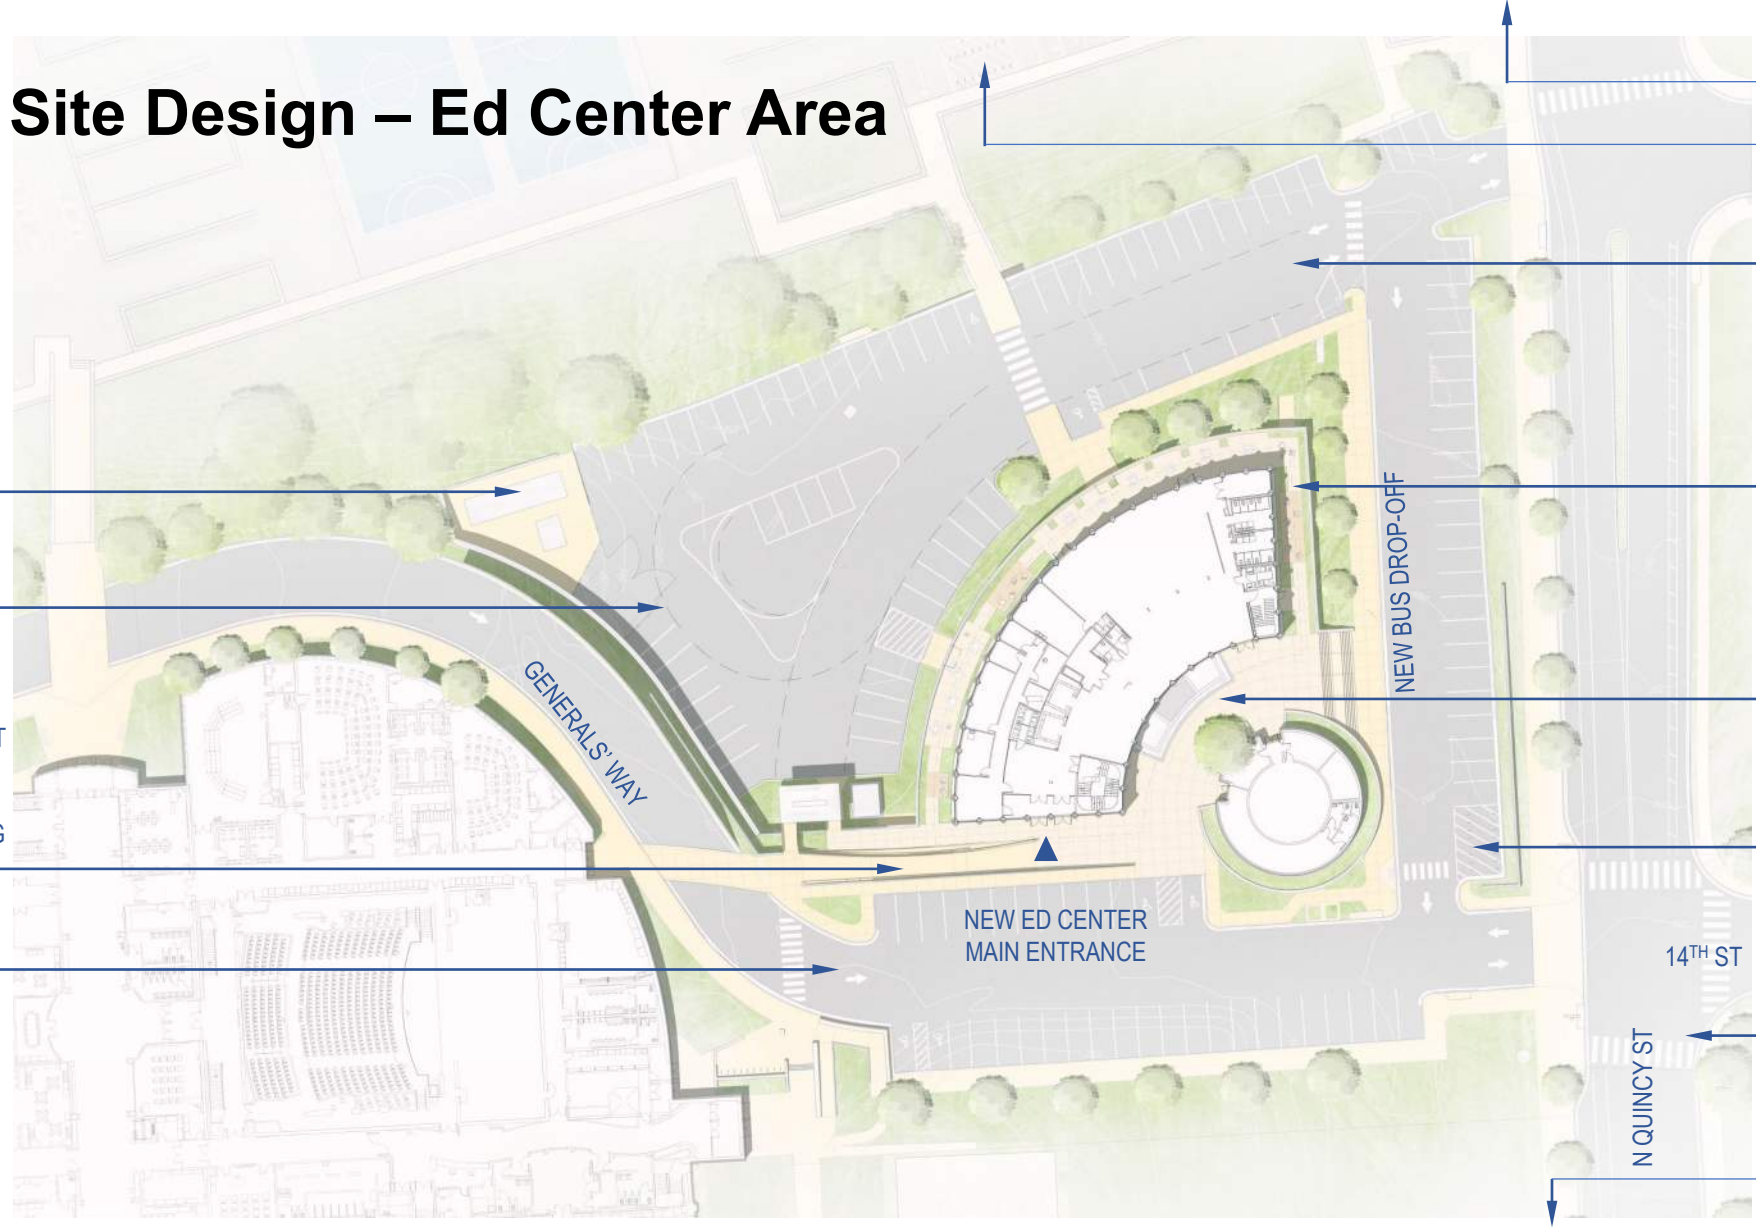 Site Design – Ed Center Area
NEW BUS DROP-OFF
GENERALS' WAY
T
G
NEW ED CENTER
MAIN ENTRANCE
14TH ST
N QUINCY ST